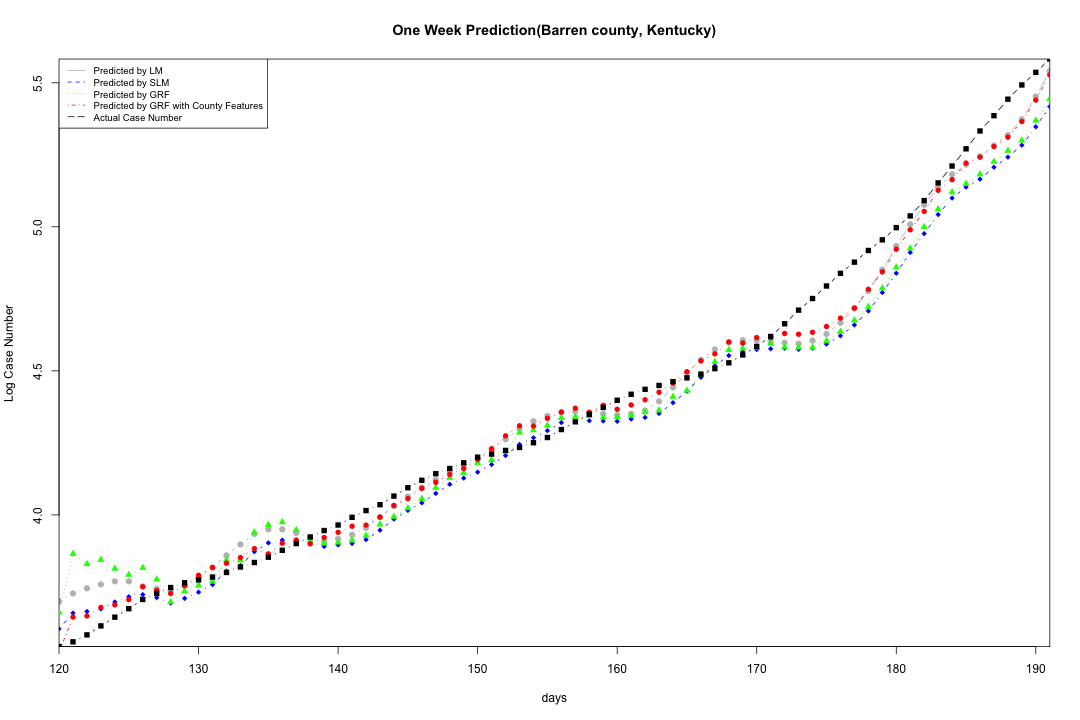 One Week Prediction(Barren county, Kentucky)
Predicted by LM
Predicted by SLM
Predicted by GRF
Predicted by GRF with County Features
Actual Case Number
5.5
5.0
4.5
4.0
Log Case Number
120 130 140 150 160 170 180 190
days